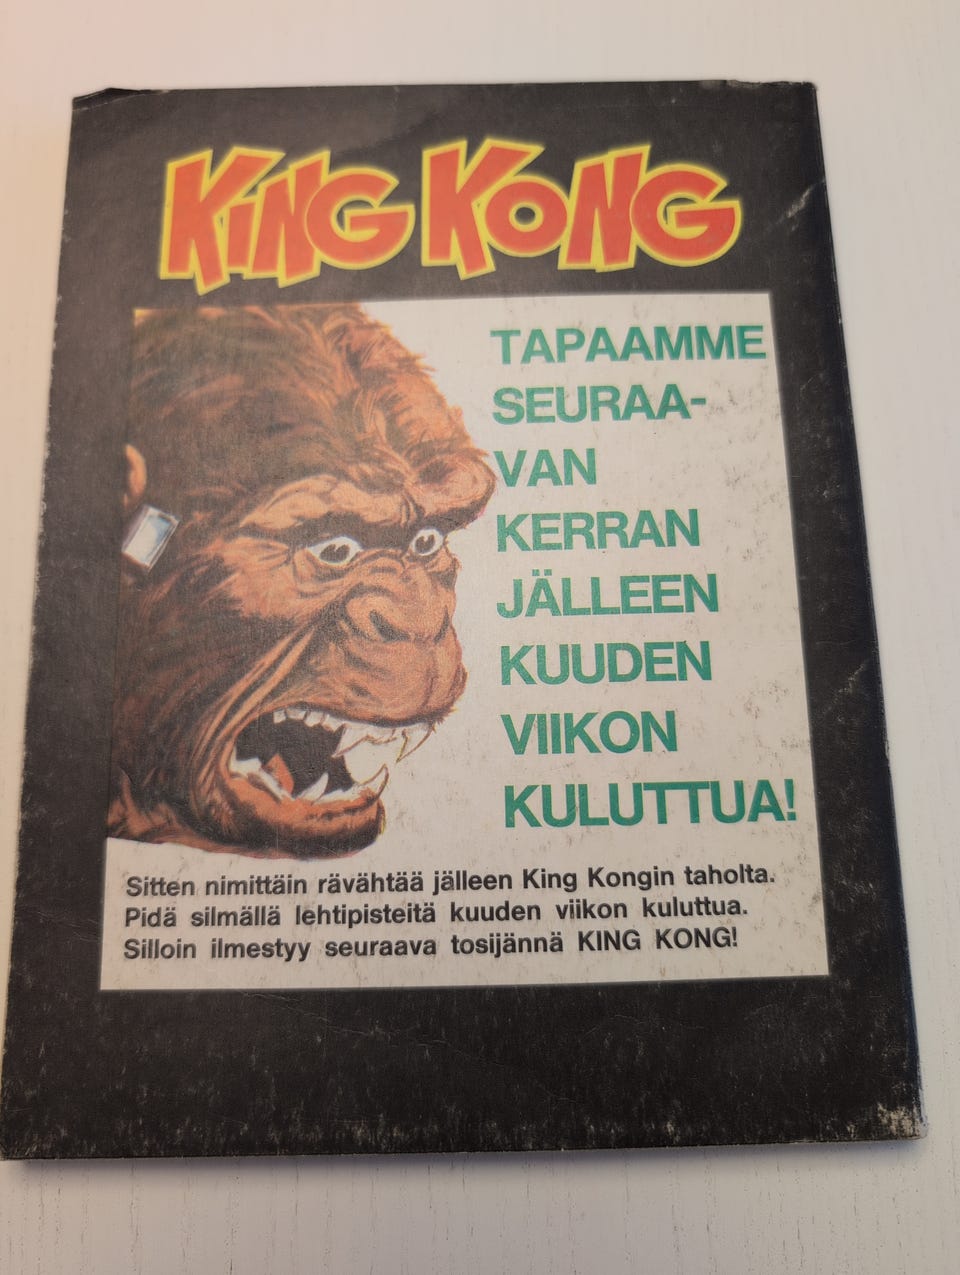 KING KONG
TAPAAMME
SEURAA-
VAN
KERRAN
JÄLLEEN
KUUDEN
VIIKON
KULUTTUA!
Sitten nimittäin rävähtää jälleen King Kongin taholta.
Pidä silmällä lehtipisteitä kuuden viikon kuluttua.
Silloin ilmestyy seuraava tosijännä KING KONG!